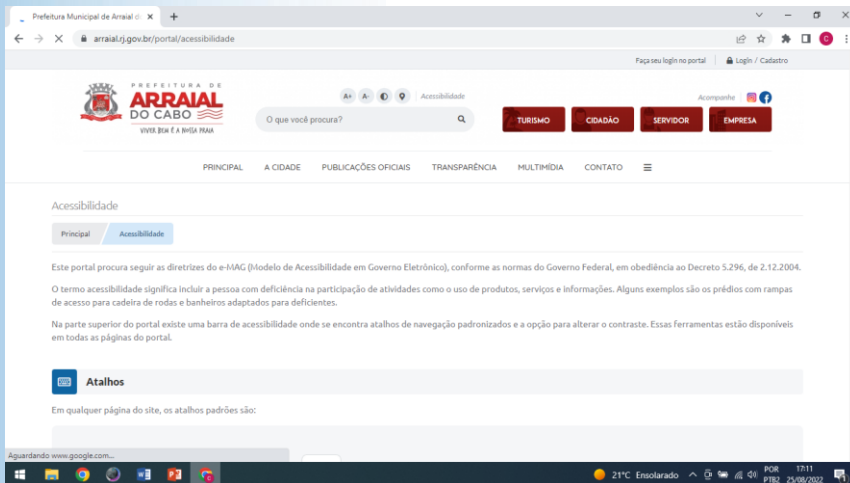 Prefeitura Municipal de Arraial d
arraial.rj.gov.br/portal/acessibilidade
Faça seu login no portal
Login / Cadastro
PREFEITURA DE
ARRAIAL
DO CABO
VIVER BEM É A NOSSA PRAIA
A+ A- Acessibilidade
Acompanhe
O que você procura?
TURISMO
CIDADÃO
SERVIDOR
EMPRESA
PRINCIPAL A CIDADE PUBLICAÇÕES OFICIAIS TRANSPARÊNCIA MULTIMÍDIA CONTATO
Acessibilidade
Principal Acessibilidade
Este portal procura seguir as diretrizes do e-MAG (Modelo de Acessibilidade em Governo Eletrônico), conforme as normas do Governo Federal, em obediência ao Decreto 5.296, de 2.12.2004.
O termo acessibilidade significa incluir a pessoa com deficiência na participação de atividades como o uso de produtos, serviços e informações. Alguns exemplos são os prédios com rampas
de acesso para cadeira de rodas e banheiros adaptados para deficientes.
Na parte superior do portal existe uma barra de acessibilidade onde se encontra atalhos de navegação padronizados e a opção para alterar o contraste. Essas ferramentas estão disponíveis
em todas as páginas do portal.
Atalhos
Em qualquer página do site, os atalhos padrões são:
Aguardando www.google.com...
21°C Ensolarado
POR
PTB2
17:11
25/08/2022